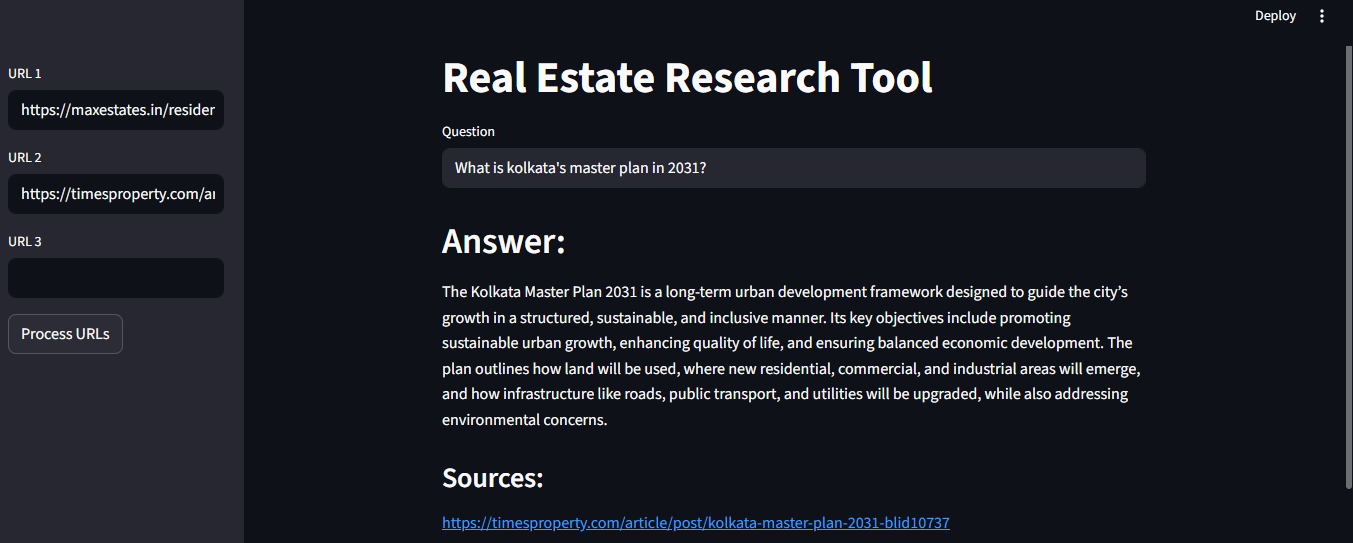 Deploy
URL 1
https://maxestates.in/resider
URL 2
https://timesproperty.com/ar
URL 3
Process URLs
Real Estate Research Tool
Question
What is kolkata's master plan in 2031?
Answer:
The Kolkata Master Plan 2031 is a long-term urban development framework designed to guide the city’s
growth in a structured, sustainable, and inclusive manner. Its key objectives include promoting
sustainable urban growth, enhancing quality of life, and ensuring balanced economic development. The
plan outlines how land will be used, where new residential, commercial, and industrial areas will emerge,
and how infrastructure like roads, public transport, and utilities will be upgraded, while also addressing
environmental concerns.
Sources:
https://timesproperty.com/article/post/kolkata-master-plan-2031-blid10737